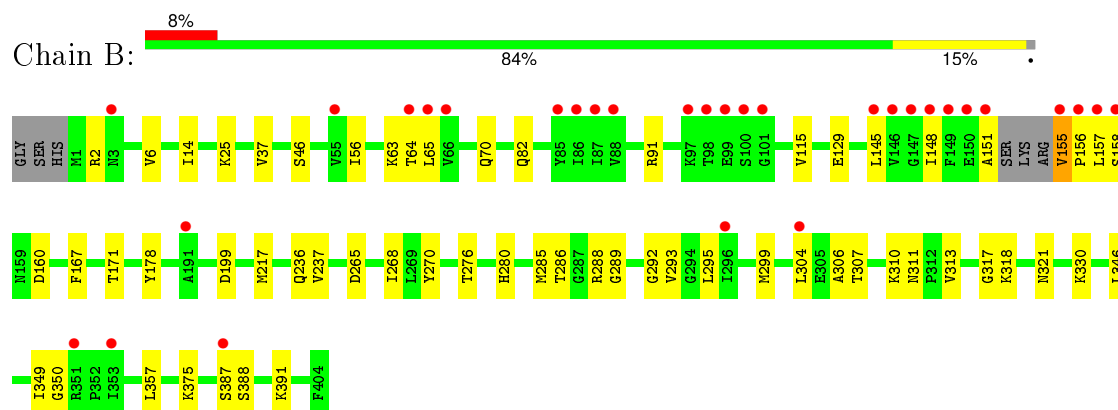 8%
Chain B:
84% 15% •
GLY SER HIS M1 R2 N3 V6 I14 K25 V37 S46 V55 I56 K63 T64 L65 V66 Q70 Q82 Y85 I86 I87 V88 R91 K97 T98 E99 S100 G101 V115 E129 L145 V146 G147 I148 F149 E150 A151 SER LYS ARG V155 P156 L157 S158
N159 D160 F167 T171 Y178 A191 D199 M217 Q236 V237 D265 I268 L269 Y270 T276 H280 M285 T286 G287 R288 G289 G292 V293 G294 L295 I296 M299 L304 E305 A306 T307 K310 N311 P312 V313 G317 K318 N321 K330 I346
I349 G350 R351 P352 I353 L357 K375 S387 S388 K391 F404